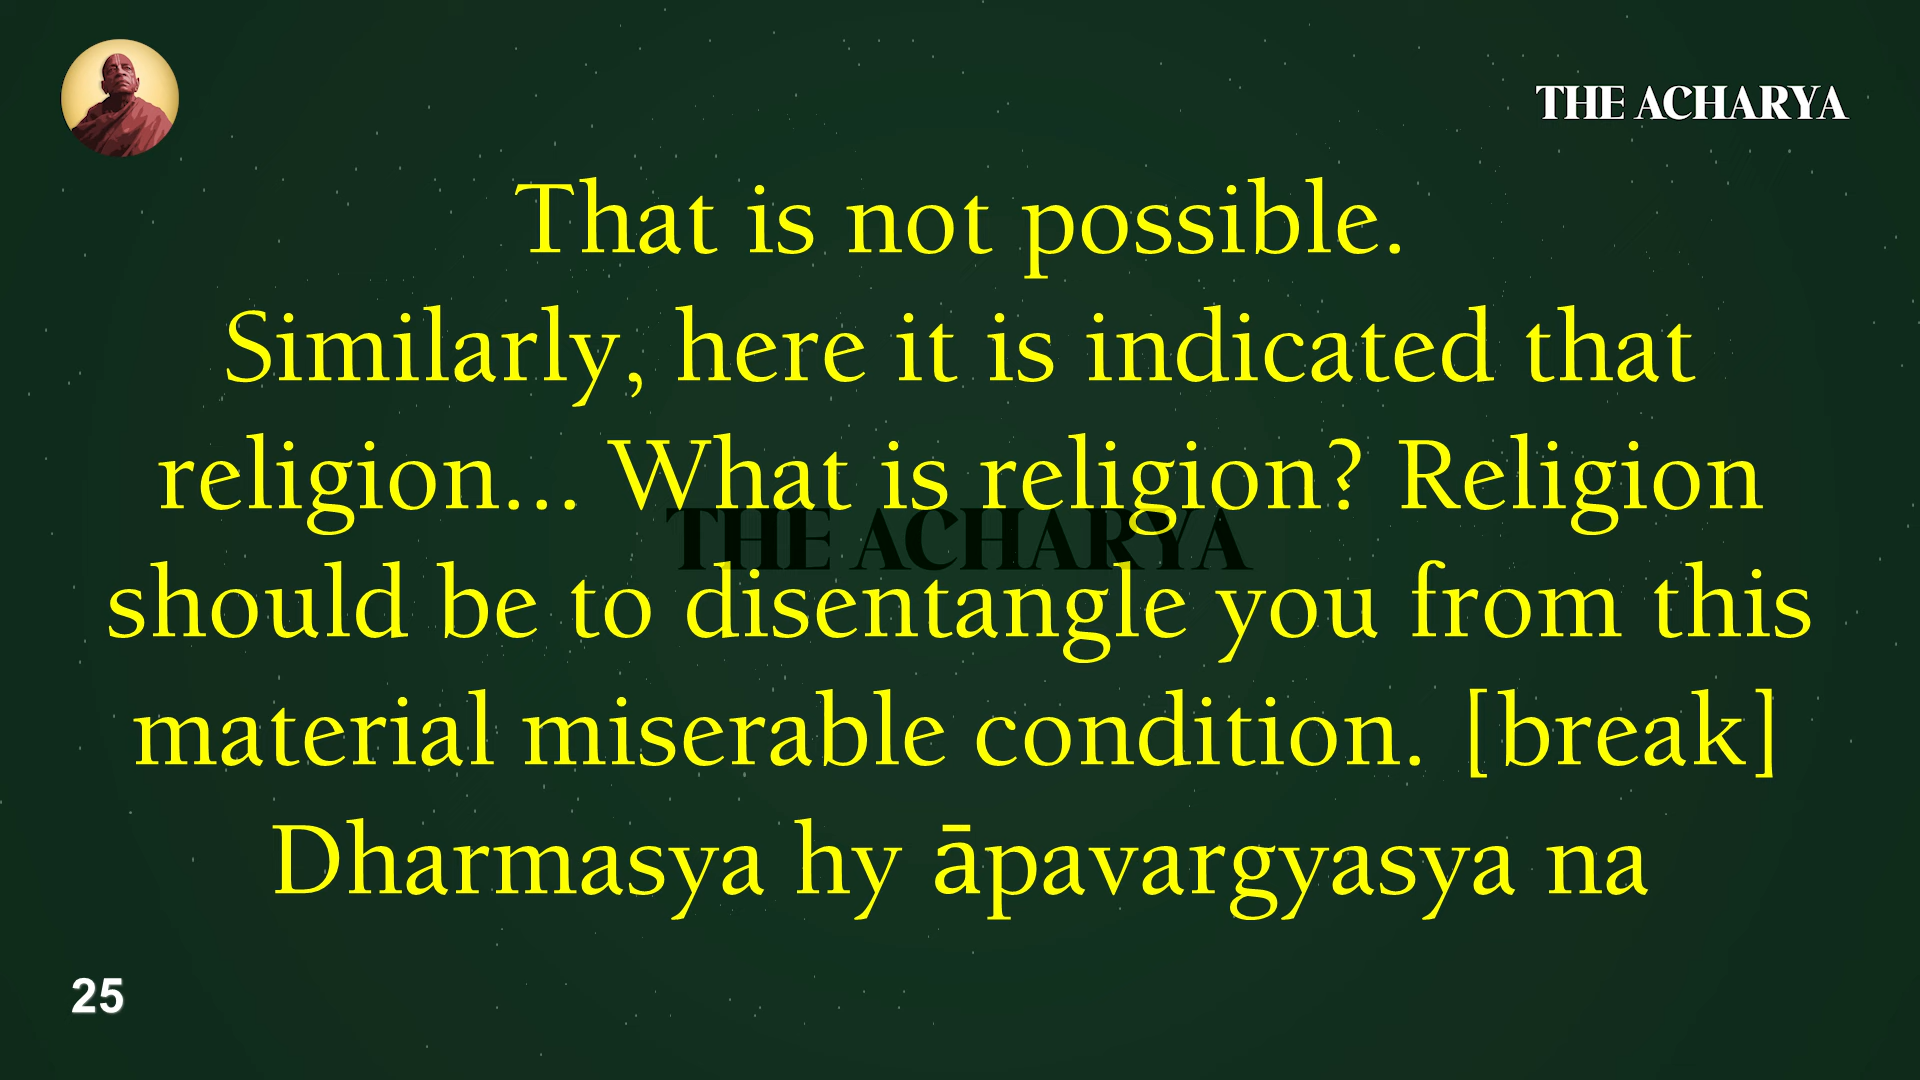 THE ACHARYA
That is not possible.
Similarly, here it is indicated that
religion... What is religion? Religion
THE ACHARYA
should be to disentangle you from this
material miserable condition. [break]
Dharmasya hy āpavargyasya na
25